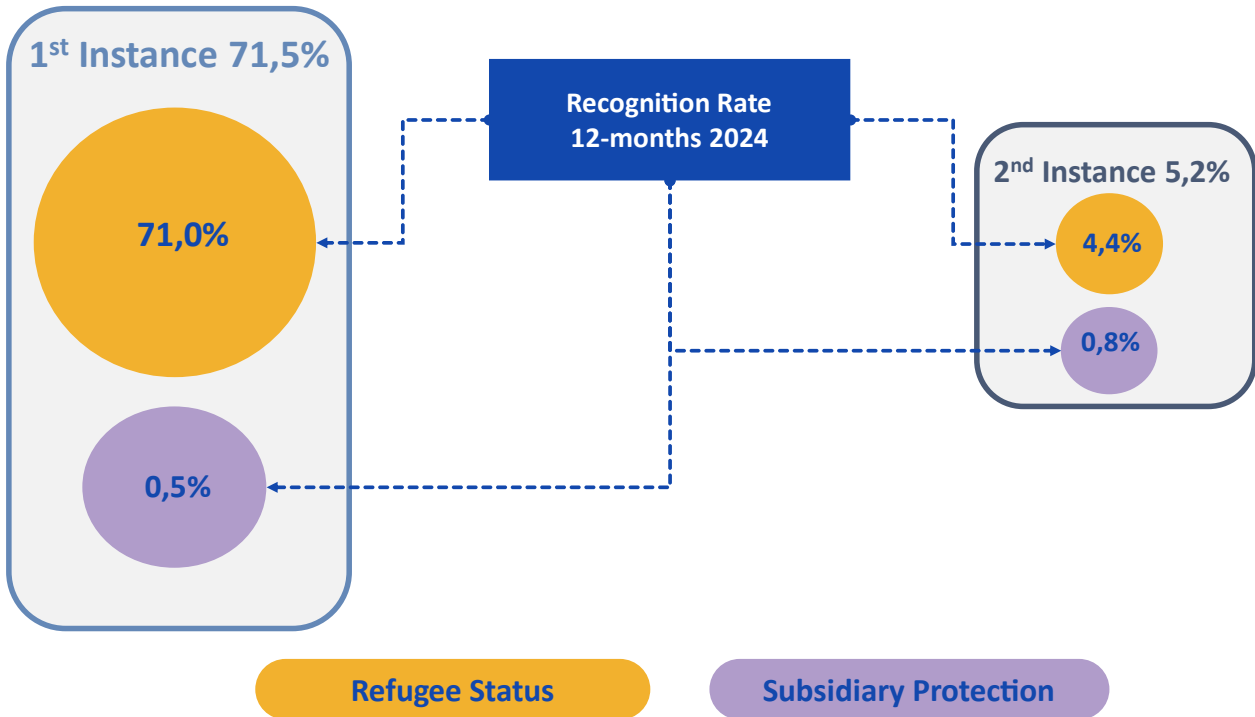 1st Instance 71,5%
71,0%
0,5%
Recognition Rate
12-months 2024
2nd Instance 5,2%
4,4%
0,8%
Refugee Status
Subsidiary Protection